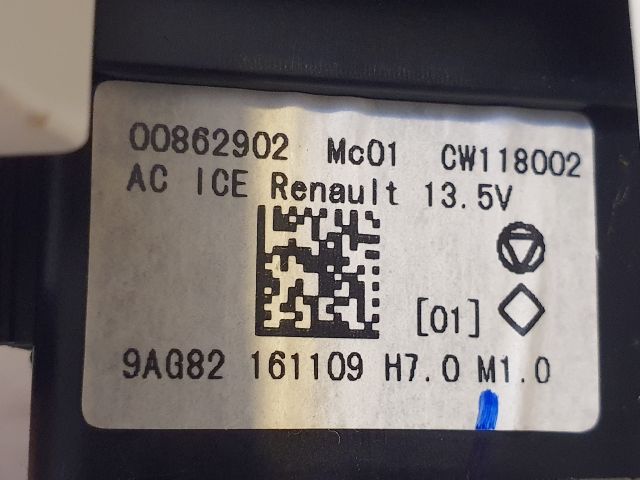 00862902 Mc01 CW118002
AC ICE Renault 13.5V
[01]
9AG82 161109 H7.0 M1.0